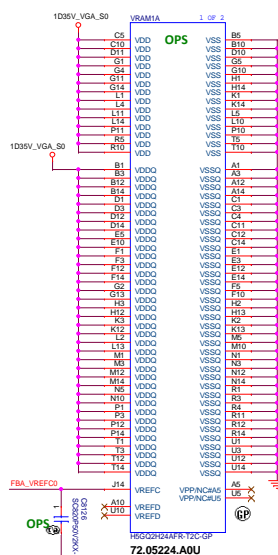 1D35V_VGA_S0
VRAM1A 1 OF 2
OPS
C5 VDD VSS B5
C10 VDD VSS B10
D11 VDD VSS D10
G1 VDD VSS G5
G4 VDD VSS G10
G11 VDD VSS H1
G14 VDD VSS H14
L1 VDD VSS K1
L4 VDD VSS K14
L11 VDD VSS L5
L14 VDD VSS L10
P11 VDD VSS P10
R5 VDD VSS T5
R10 VDD VSS T10
1D35V_VGA_S0
B1 VDDQ VSSQ A1
B3 VDDQ VSSQ A3
B12 VDDQ VSSQ A12
B14 VDDQ VSSQ A14
D1 VDDQ VSSQ C1
D3 VDDQ VSSQ C3
D12 VDDQ VSSQ C4
D14 VDDQ VSSQ C11
E5 VDDQ VSSQ C12
E10 VDDQ VSSQ C14
F1 VDDQ VSSQ E1
F3 VDDQ VSSQ E3
F12 VDDQ VSSQ E12
F14 VDDQ VSSQ E14
G2 VDDQ VSSQ F5
G13 VDDQ VSSQ F10
H3 VDDQ VSSQ H2
H12 VDDQ VSSQ H13
K3 VDDQ VSSQ K2
K12 VDDQ VSSQ K13
L2 VDDQ VSSQ M5
L13 VDDQ VSSQ M10
M1 VDDQ VSSQ N1
M3 VDDQ VSSQ N3
M12 VDDQ VSSQ N12
M14 VDDQ VSSQ N14
N5 VDDQ VSSQ R1
N10 VDDQ VSSQ R3
P1 VDDQ VSSQ R4
P3 VDDQ VSSQ R11
P12 VDDQ VSSQ R12
P14 VDDQ VSSQ R14
T1 VDDQ VSSQ U1
T3 VDDQ VSSQ U3
T12 VDDQ VSSQ U12
T14 VDDQ VSSQ U14
FBA_VREFC0 J14 VREFC VPP/NC#A5 A5
VPP/NC#U5 U5
A10 VREFD
U10 VREFD
GP
OPS
H5GQ2H24AFR-T2C-GP
72.05224.A0U